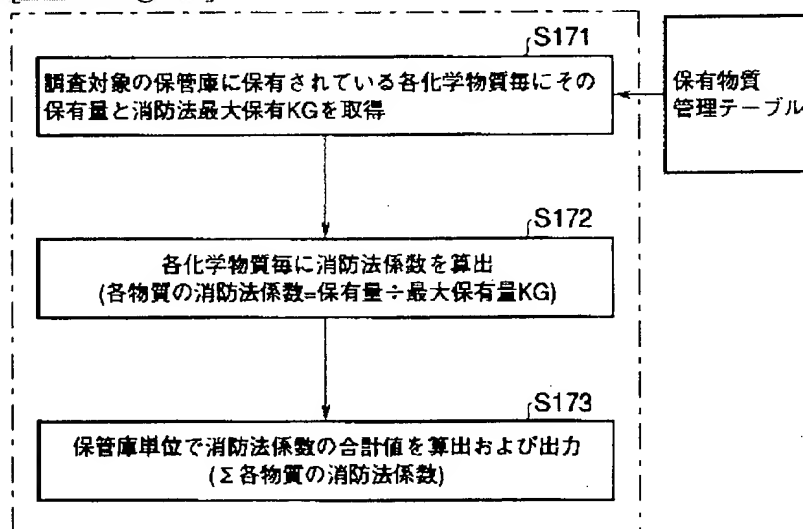 S171
調査対象の保管庫に保有されている各化学物質毎にその
保有量と消防法最大保有KGを取得
保有物質
管理テーブル
S172
各化学物質毎に消防法係数を算出
(各物質の消防法係数=保有量÷最大保有量KG)
S173
保管庫単位で消防法係数の合計値を算出および出力
(Σ各物質の消防法係数)